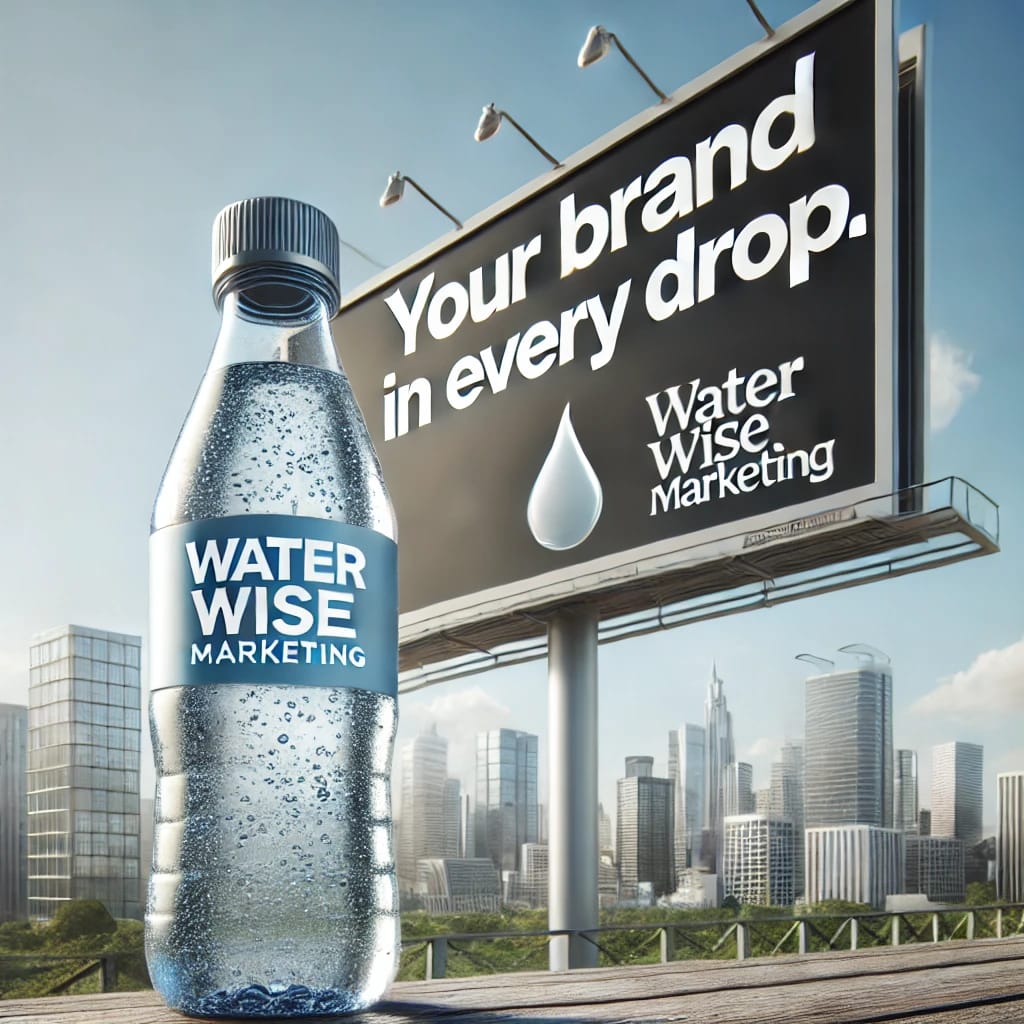 Your brand
in every drop.
Water
Wise
Marketing
WATER
WISE
MARKETING